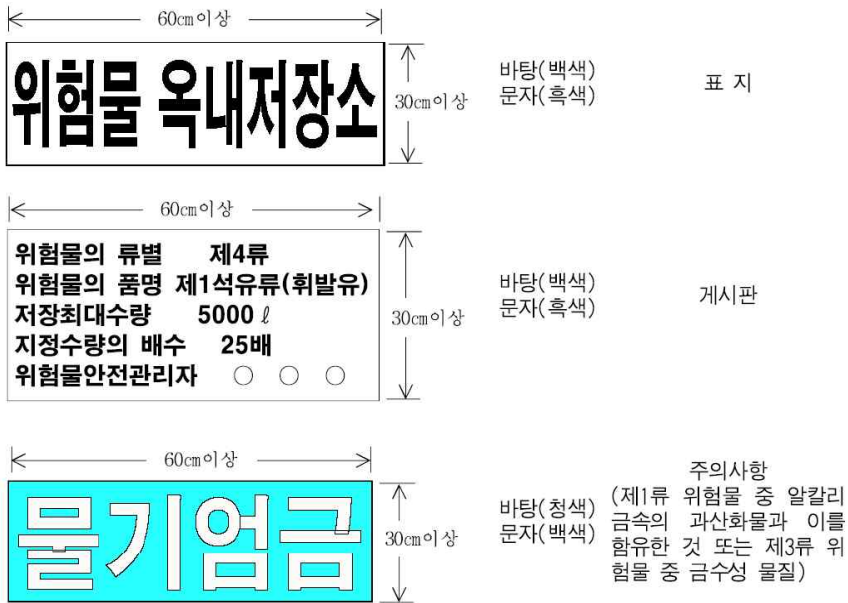 60cm이상
위험물 옥내저장소
30cm이상
바탕(백색)
문자(흑색)
표 지
60cm이상
위험물의 류별 제4류
위험물의 품명 제1석유류(휘발유)
저장최대수량 5000ℓ
지정수량의 배수 25배
위험물안전관리자 ○ ○ ○
30cm이상
바탕(백색)
문자(흑색)
게시판
60cm이상
물기엄금
30cm이상
바탕(청색)
문자(백색)
주의사항
(제1류 위험물 중 알칼리
금속의 과산화물과 이를
함유한 것 또는 제3류 위
험물 중 금수성 물질)